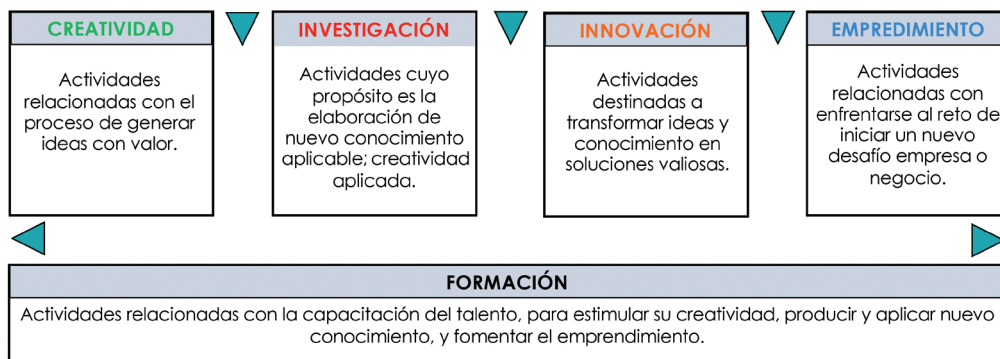 CREATIVIDAD
Actividades
relacionadas con el
proceso de generar
ideas con valor.
INVESTIGACIÓN
Actividades cuyo
propósito es la
elaboración de
nuevo conocimiento
aplicable; creatividad
aplicada.
INNOVACIÓN
Actividades
destinadas a
transformar ideas y
conocimiento en
soluciones valiosas.
EMPREDIMIENTO
Actividades
relacionadas con
enfrentarse al reto de
iniciar un nuevo
desafío empresa o
negocio.
FORMACIÓN
Actividades relacionadas con la capacitación del talento, para estimular su creatividad, producir y aplicar nuevo
conocimiento, y fomentar el emprendimiento.